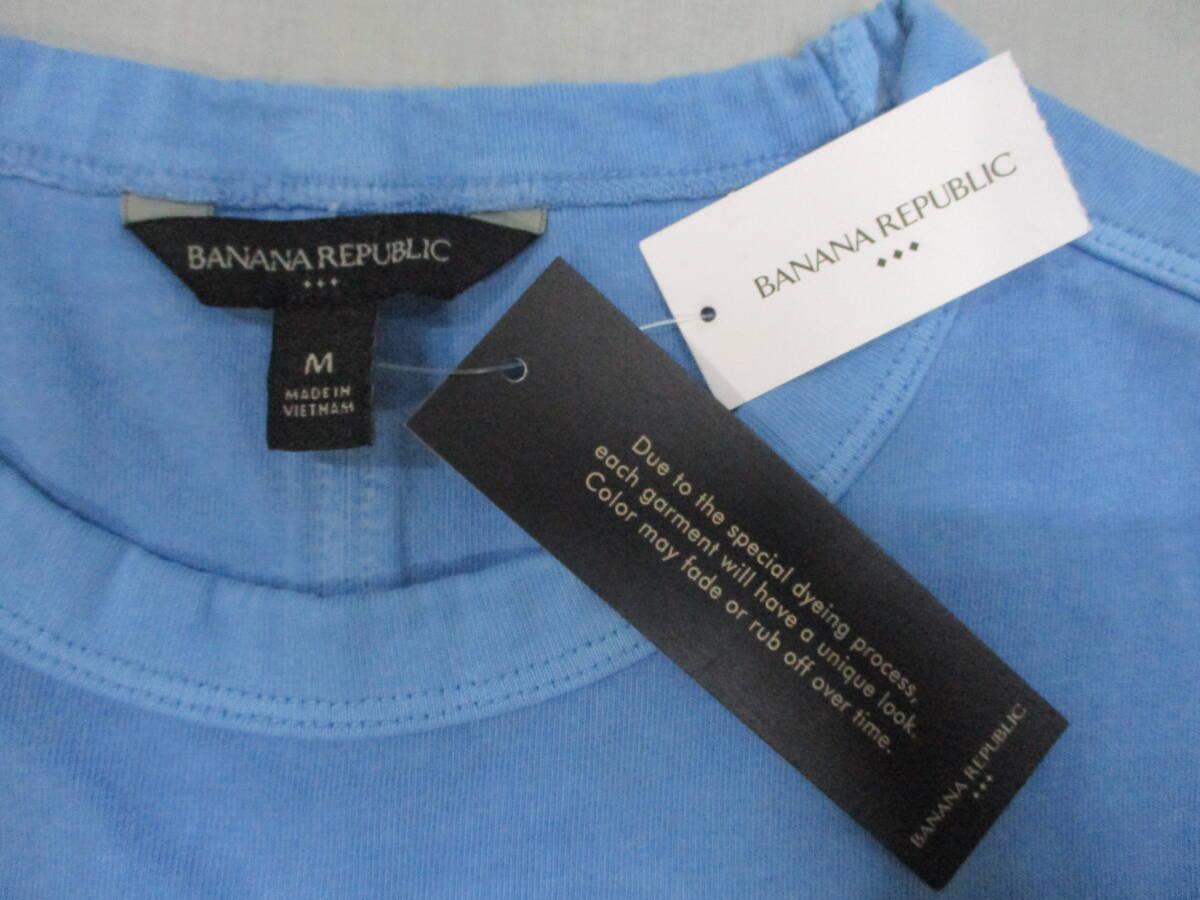 BANANA REPUBLIC
M
MADE IN
VIETNAM
BANANA REPUBLIC
Due to the special dyeing process,
each garment will have a unique look.
Color may fade or rub off over time.
BANANA REPUBLIC